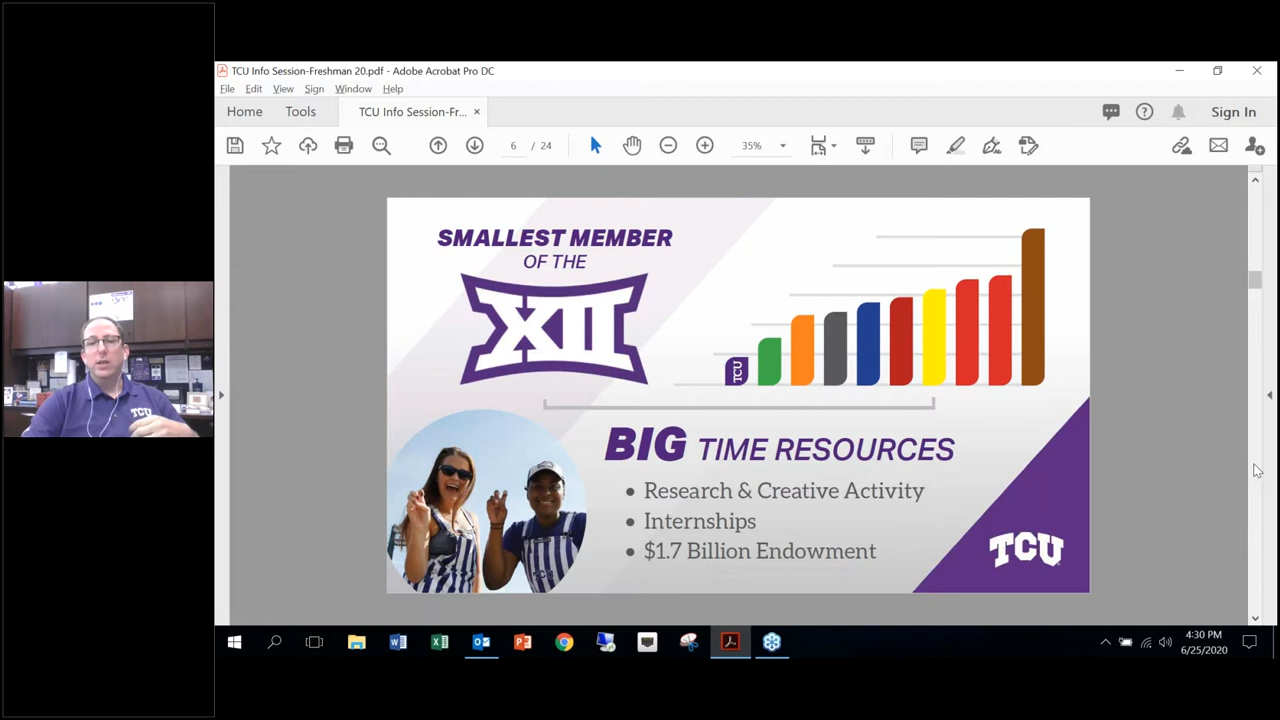 TCU Info Session-Freshman 20.pdf - Adobe Acrobat Pro DC
File Edit View Sign Window Help
Home Tools TCU Info Session-Fr... × Sign In
6 / 24 35%
SMALLEST MEMBER
OF THE
XII
TCU
BIG TIME RESOURCES
• Research & Creative Activity
• Internships
• $1.7 Billion Endowment
TCU
TCU
4:30 PM
6/25/2020